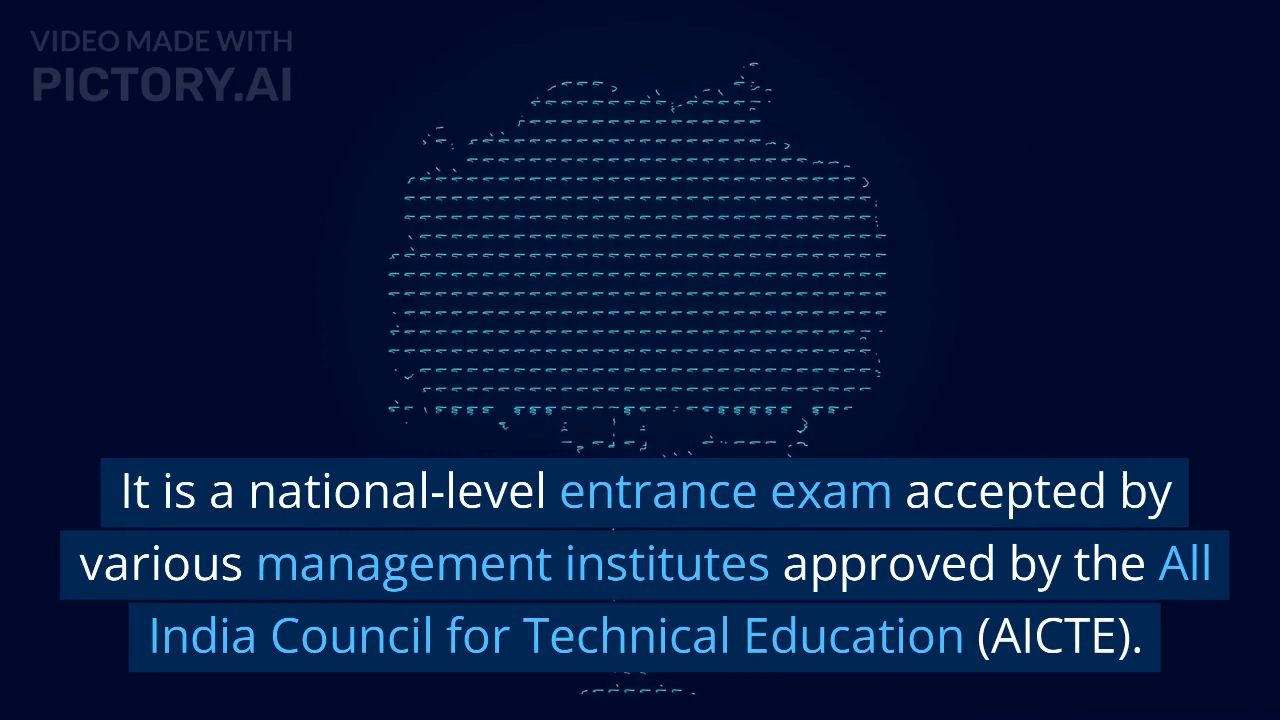 VIDEO MADE WITH
PICTORY.AI
It is a national-level entrance exam accepted by
various management institutes approved by the All
India Council for Technical Education (AICTE).